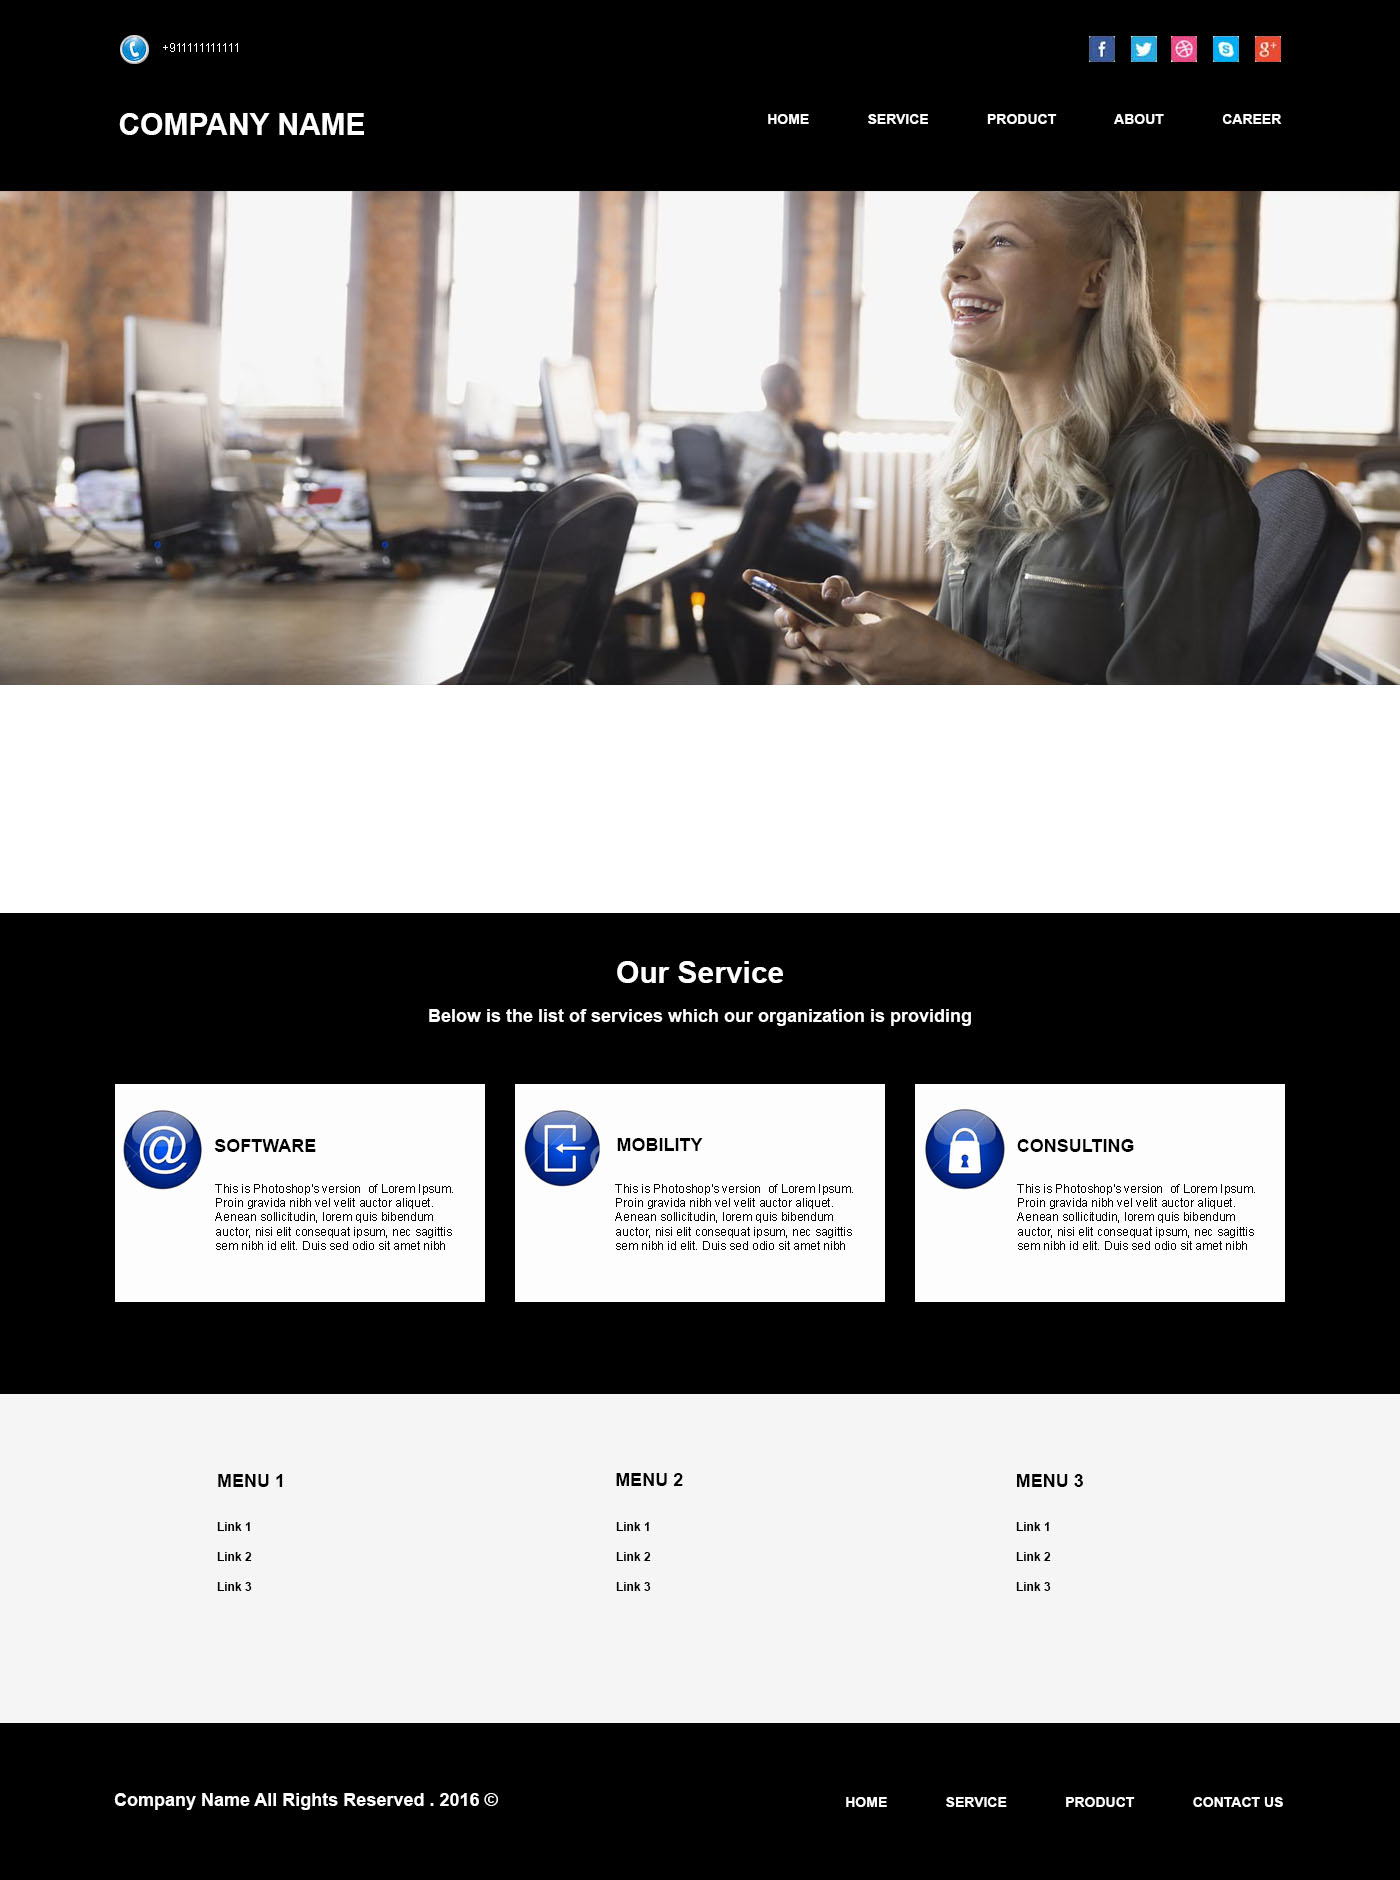 +911111111111
COMPANY NAME
HOME SERVICE PRODUCT ABOUT CAREER
Our Service
Below is the list of services which our organization is providing
SOFTWARE
This is Photoshop's version of Lorem Ipsum.
Proin gravida nibh vel velit auctor aliquet.
Aenean sollicitudin, lorem quis bibendum
auctor, nisi elit consequat ipsum, nec sagittis
sem nibh id elit. Duis sed odio sit amet nibh
MOBILITY
This is Photoshop's version of Lorem Ipsum.
Proin gravida nibh vel velit auctor aliquet.
Aenean sollicitudin, lorem quis bibendum
auctor, nisi elit consequat ipsum, nec sagittis
sem nibh id elit. Duis sed odio sit amet nibh
CONSULTING
This is Photoshop's version of Lorem Ipsum.
Proin gravida nibh vel velit auctor aliquet.
Aenean sollicitudin, lorem quis bibendum
auctor, nisi elit consequat ipsum, nec sagittis
sem nibh id elit. Duis sed odio sit amet nibh
MENU 1
Link 1
Link 2
Link 3
MENU 2
Link 1
Link 2
Link 3
MENU 3
Link 1
Link 2
Link 3
Company Name All Rights Reserved . 2016 ©
HOME SERVICE PRODUCT CONTACT US